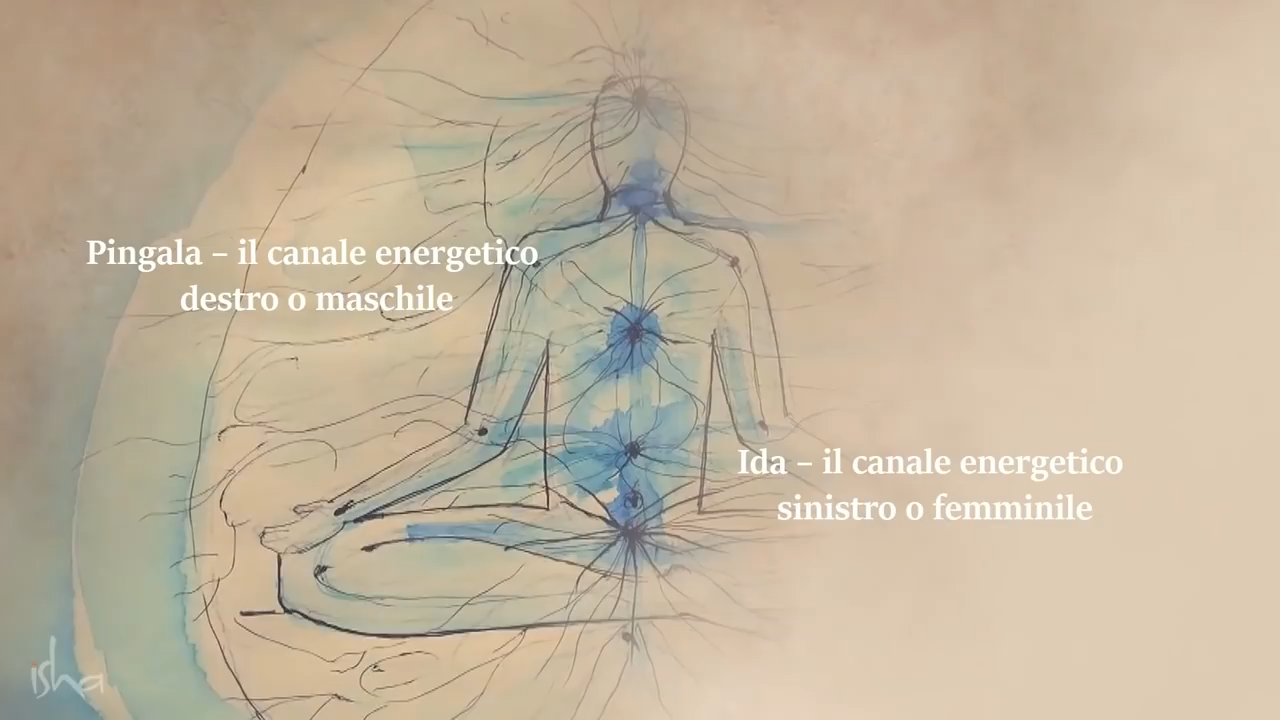 Pingala – il canale energetico
destro o maschile
Ida – il canale energetico
sinistro o femminile
isha